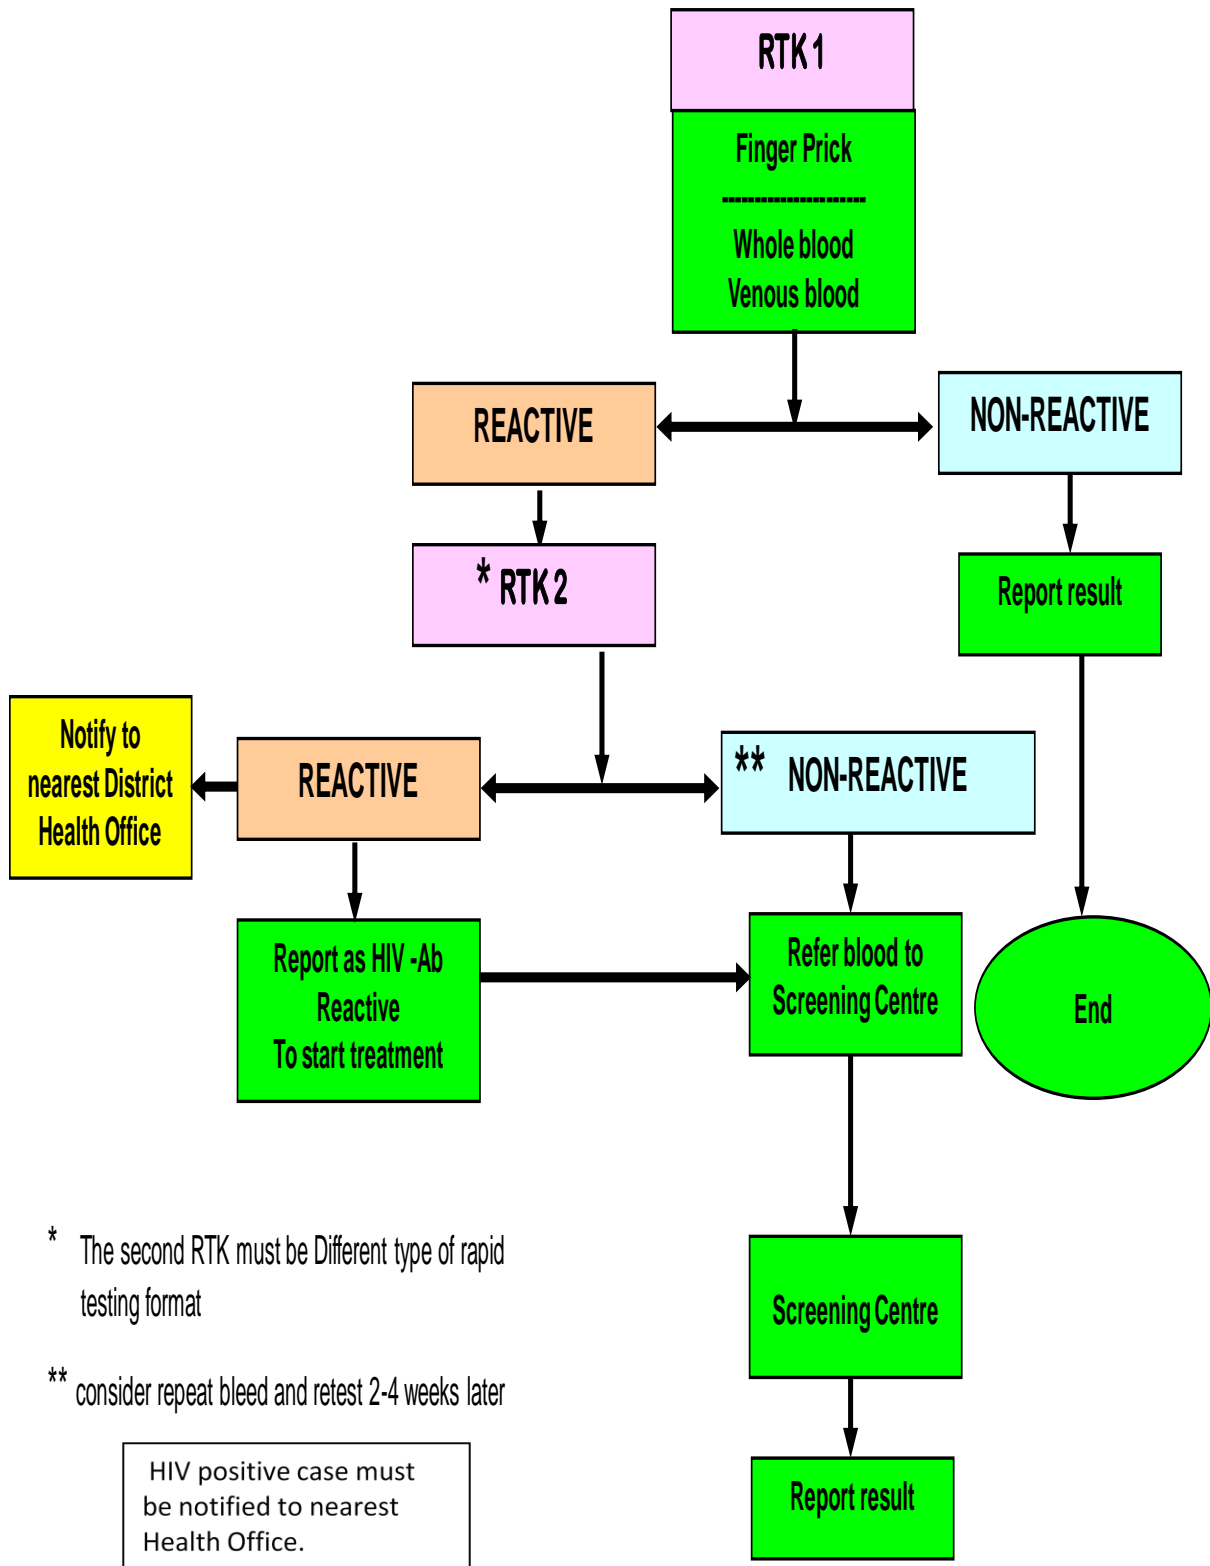 RTK 1
Finger Prick
----------------------
Whole blood
Venous blood
REACTIVE
NON-REACTIVE
* RTK 2
Report result
Notify to
nearest District
Health Office
REACTIVE
** NON-REACTIVE
Report as HIV -Ab
Reactive
To start treatment
Refer blood to
Screening Centre
End
* The second RTK must be Different type of rapid
testing format
Screening Centre
** consider repeat bleed and retest 2-4 weeks later
HIV positive case must
be notified to nearest
Health Office.
Report result